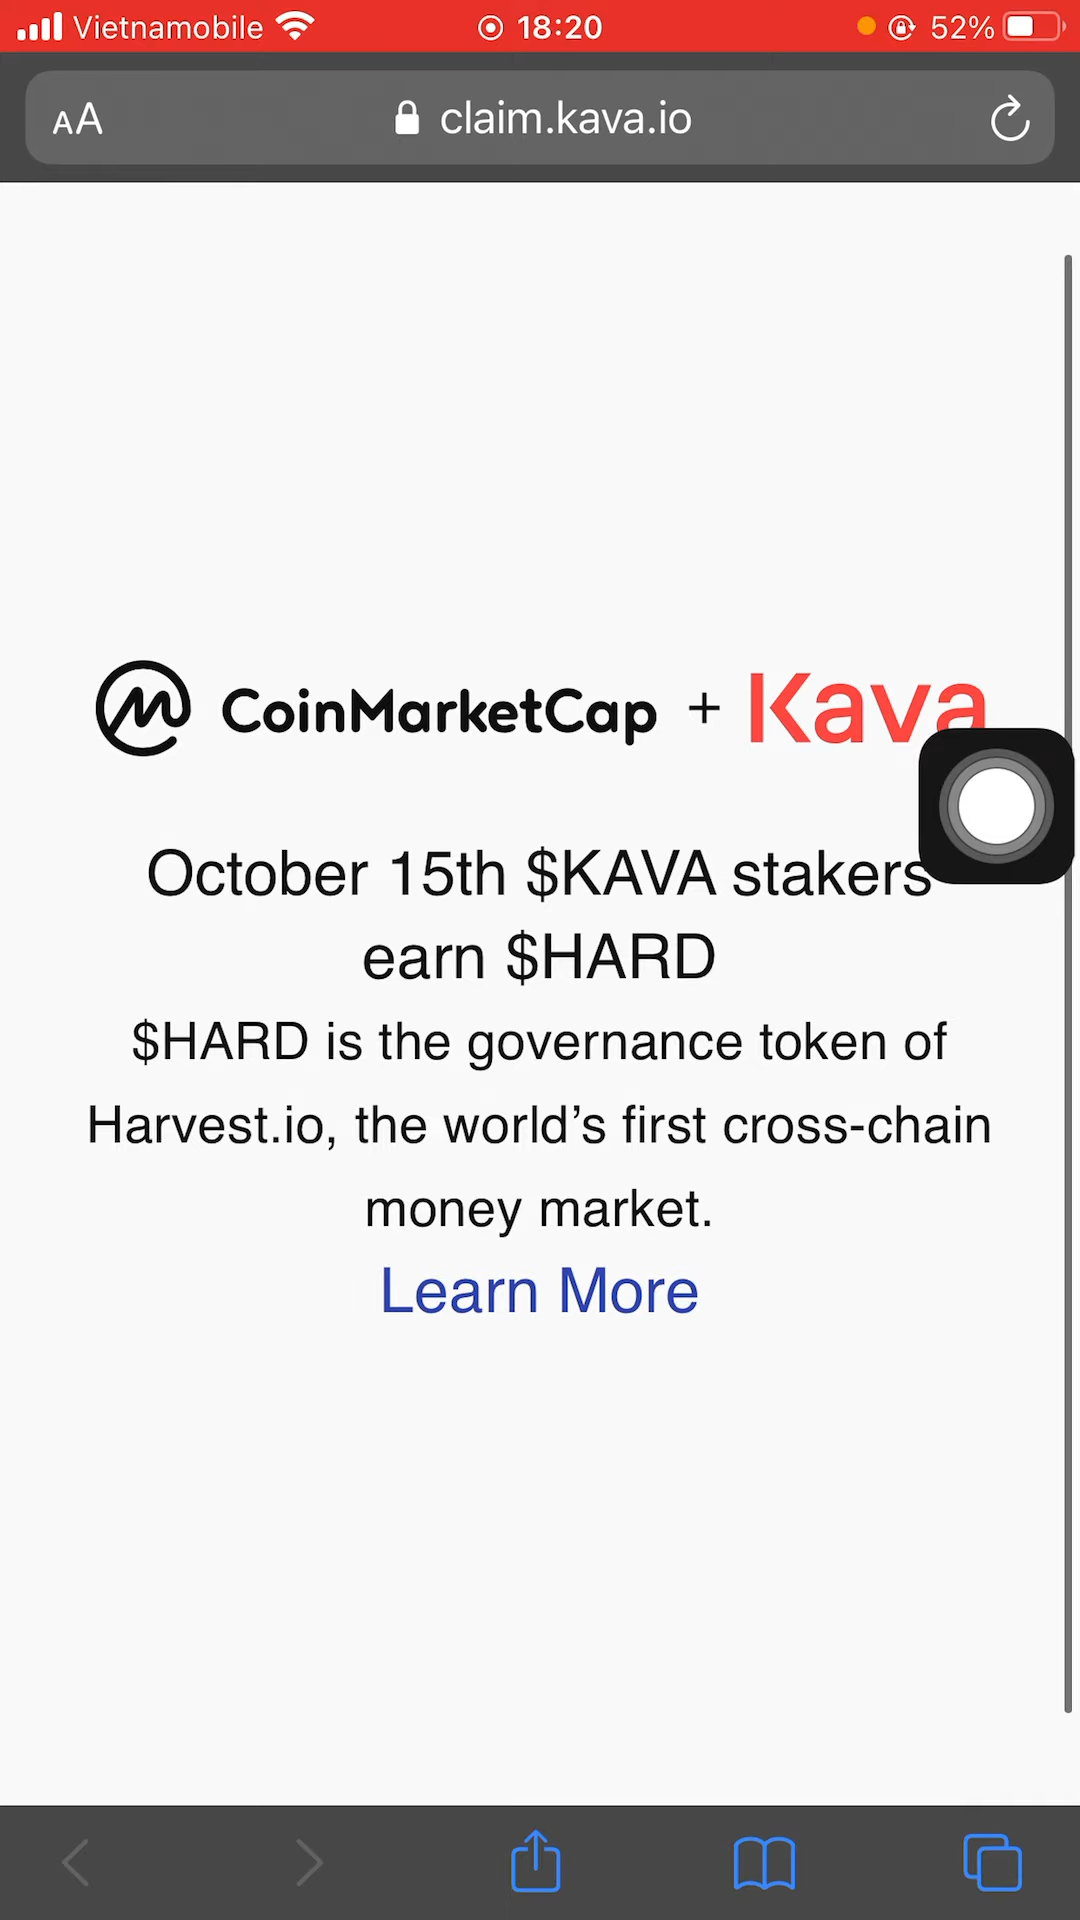 Vietnamobile 18:20 52%
AA claim.kava.io
CoinMarketCap + Kava
October 15th $KAVA stakers
earn $HARD
$HARD is the governance token of
Harvest.io, the world’s first cross-chain
money market.
Learn More